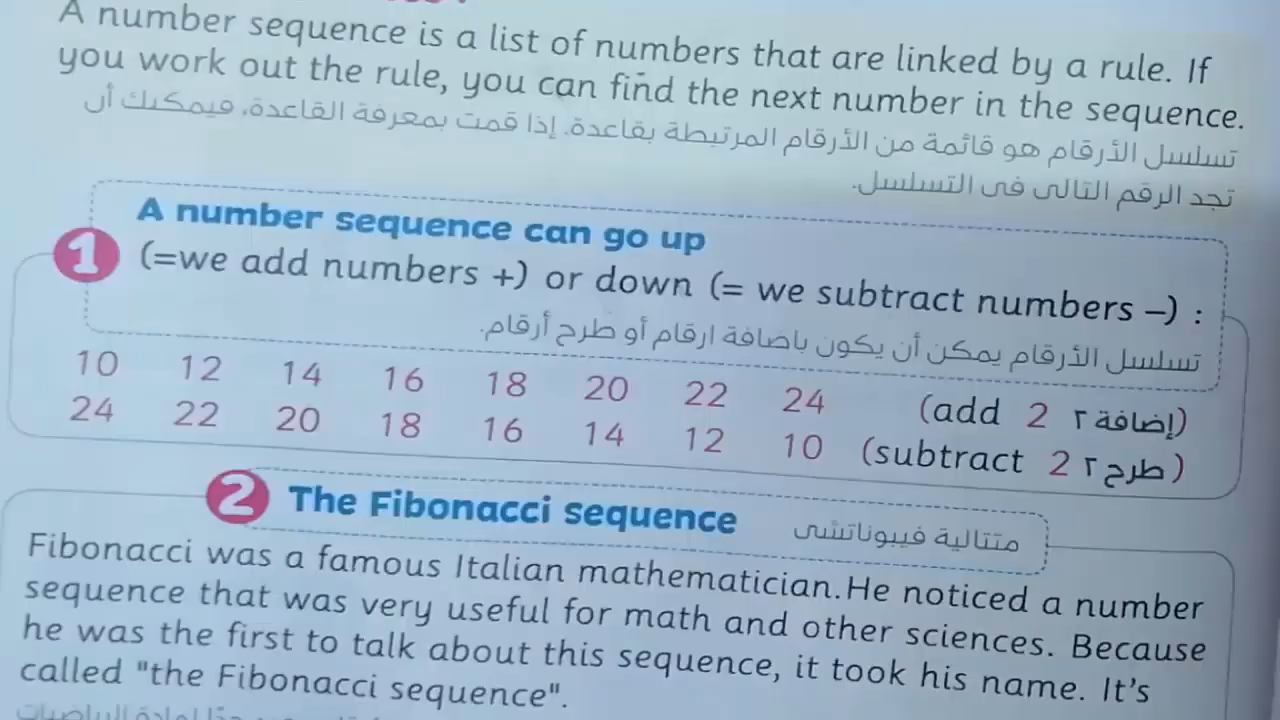 A number sequence is a list of numbers that are linked by a rule. If
you work out the rule, you can find the next number in the sequence.
تسلسل الأرقام هو قائمة من الأرقام المرتبطة بقاعدة. إذا قمت بمعرفة القاعدة، فيمكنك أن
تجد الرقم التالى فى التسلسل.
A number sequence can go up
1 (=we add numbers +) or down (= we subtract numbers –) :
تسلسل الأرقام يمكن أن يكون باضافة ارقام أو طرح أرقام.
10 12 14 16 18 20 22 24 (add 2 إضافة ٢)
24 22 20 18 16 14 12 10 (subtract 2 طرح ٢)
2 The Fibonacci sequence متتالية فيبوناتشى
Fibonacci was a famous Italian mathematician.He noticed a number
sequence that was very useful for math and other sciences. Because
he was the first to talk about this sequence, it took his name. It's
called "the Fibonacci sequence".